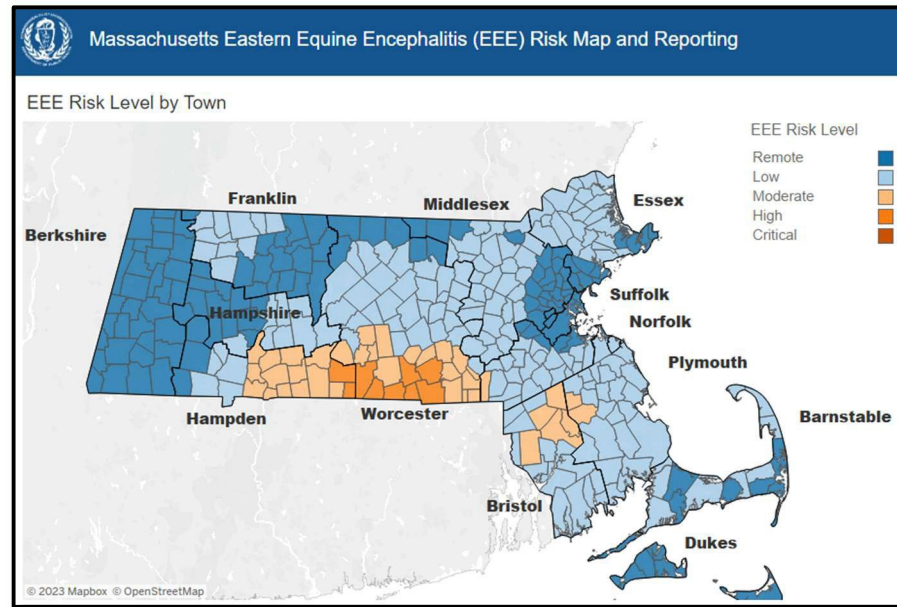 Massachusetts Eastern Equine Encephalitis (EEE) Risk Map and Reporting
EEE Risk Level by Town
EEE Risk Level
Remote
Low
Moderate
High
Critical
Franklin
Middlesex
Essex
Berkshire
Suffolk
Hampshire
Norfolk
Plymouth
Hampden
Worcester
Barnstable
Bristol
Dukes
© 2023 Mapbox © OpenStreetMap